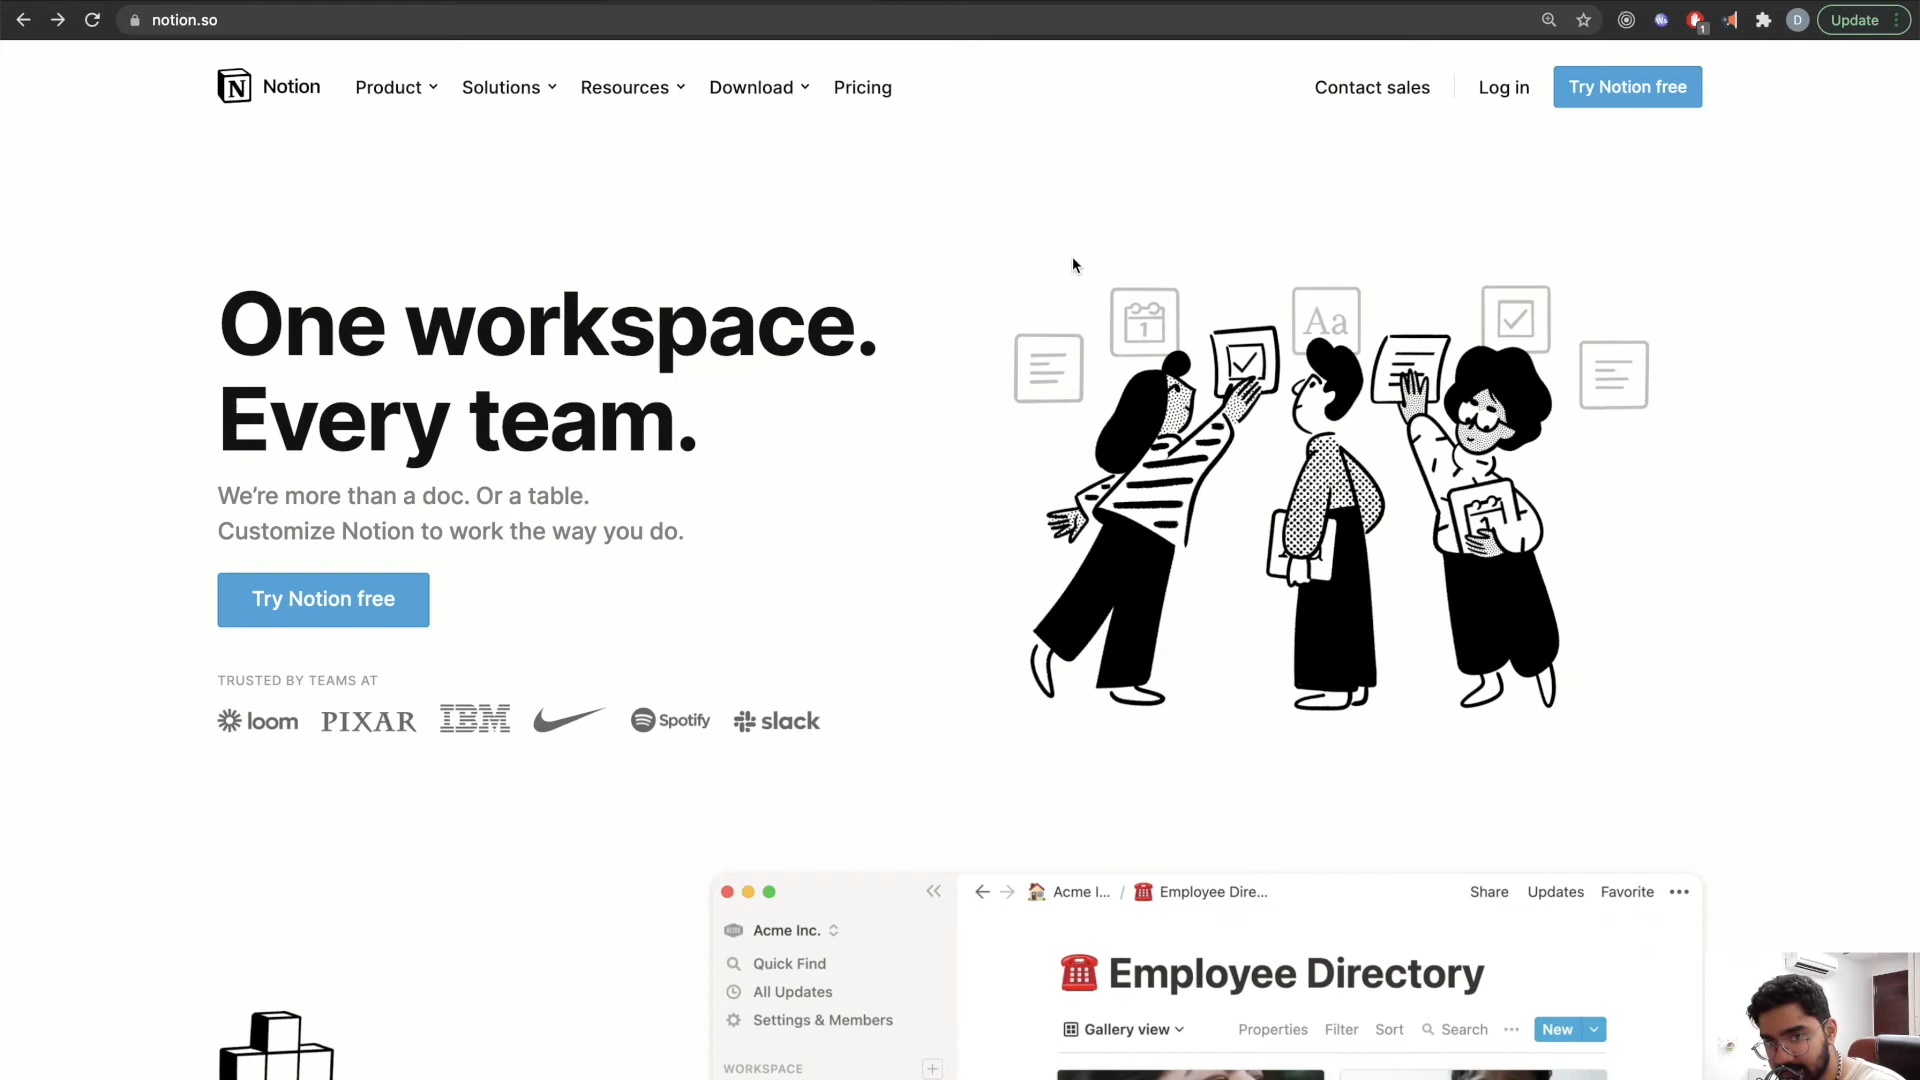 notion.so
Update
Notion
Product
Solutions
Resources
Download
Pricing
Contact sales
Log in
Try Notion free
One workspace.
Every team.
We’re more than a doc. Or a table.
Customize Notion to work the way you do.
Try Notion free
TRUSTED BY TEAMS AT
loom PIXAR IBM Spotify slack
1
Aa
1
Acme I... / Employee Dire...
Share Updates Favorite
Acme Inc.
Quick Find
All Updates
Settings & Members
WORKSPACE
Employee Directory
Gallery view
Properties Filter Sort Search New